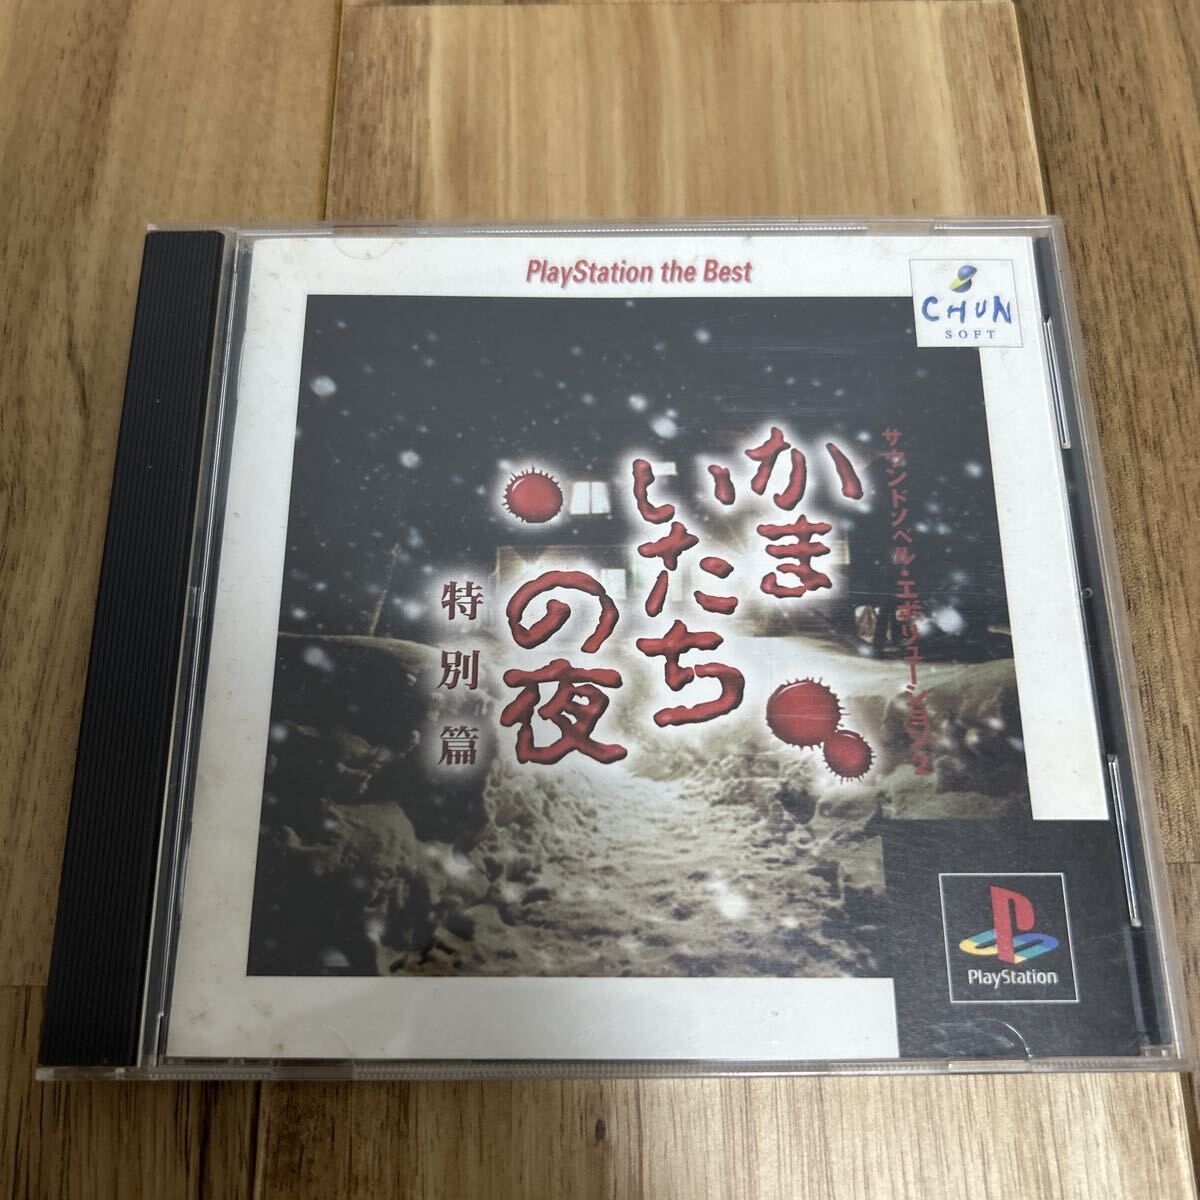 PlayStation the Best
CHUN
SOFT
サウンドノベル・エボリューション2
かま
いたち
の夜
特別篇
PlayStation